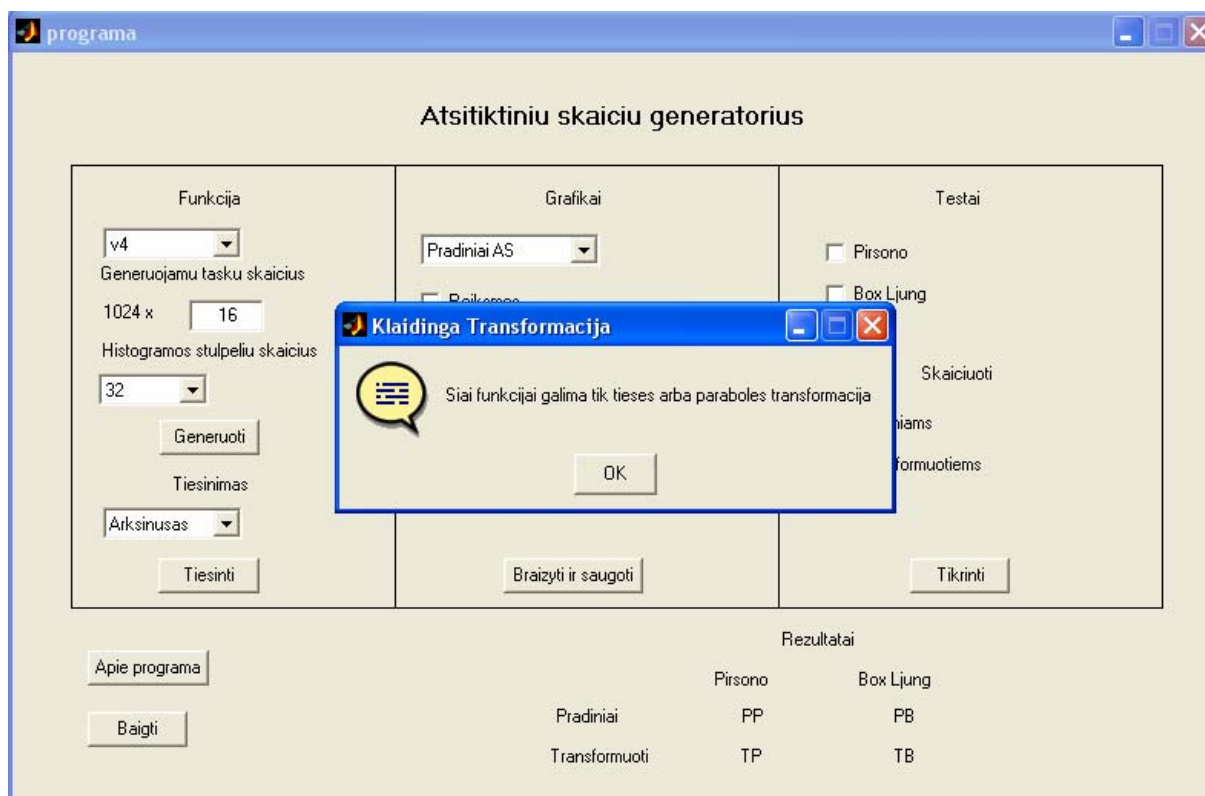 programa
Atsitiktiniu skaiciu generatorius
Funkcija
v4
Generuojamu tasku skaicius
1024 x 16
Histogramos stulpeliu skaicius
32
Generuoti
Tiesinimas
Arksinusas
Tiesinti
Grafikai
Pradiniai AS
Klaidinga Transformacija
Siai funkcijai galima tik tieses arba paraboles transformacija
OK
Braizyti ir saugoti
Testai
Pirsono
Box Ljung
Skaiciuoti
niams
formuotiems
Tikrinti
Apie programa
Baigti
Rezultatai
Pirsono Box Ljung
Pradiniai PP PB
Transformuoti TP TB